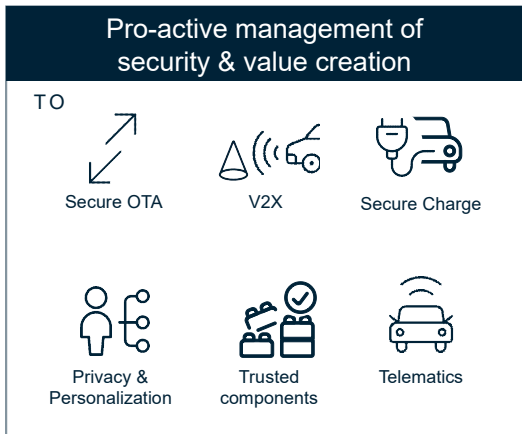 Pro-active management of
security & value creation
TO
Secure OTA
V2X
Secure Charge
Privacy &
Personalization
Trusted
components
Telematics